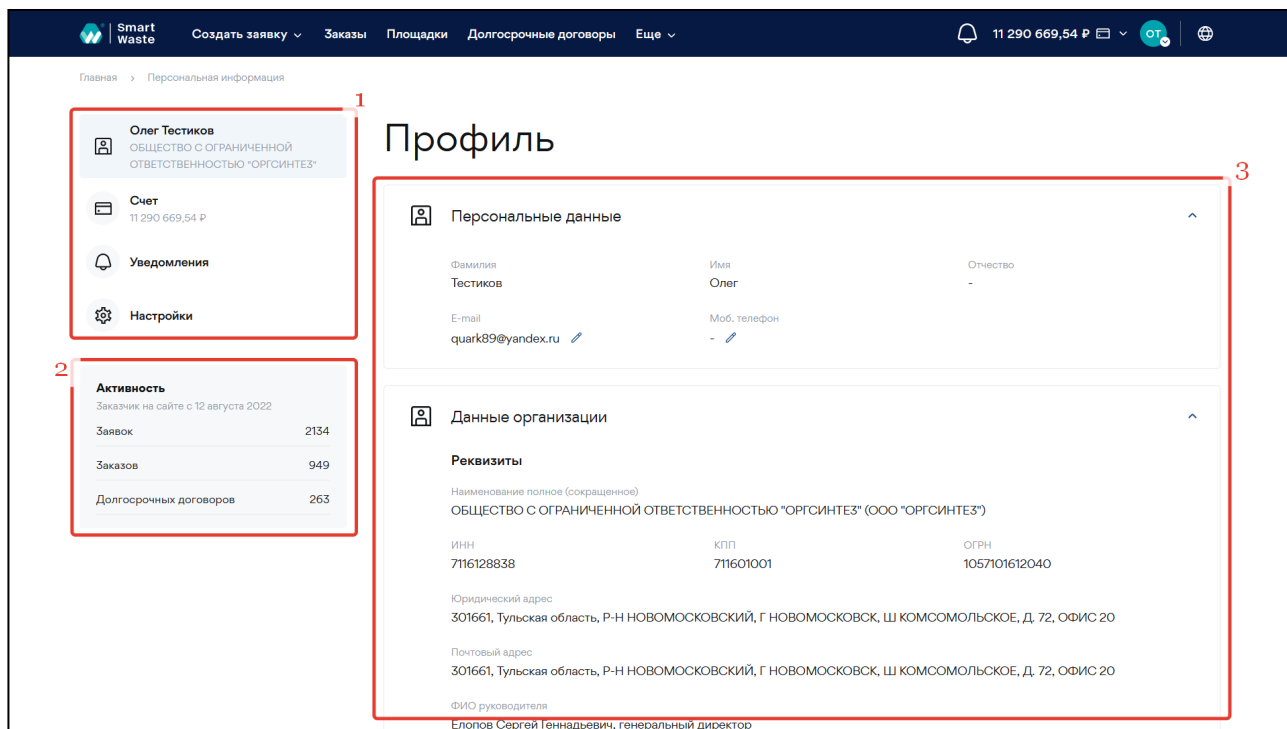 Smart Waste Создать заявку Заказы Площадки Долгосрочные договоры Еще 11 290 669,54 ₽ ОТ
Главная > Персональная информация
1
Олег Тестиков
ОБЩЕСТВО С ОГРАНИЧЕННОЙ
ОТВЕТСТВЕННОСТЬЮ "ОРГСИНТЕЗ"
Счет
11 290 669,54 ₽
Уведомления
Настройки
2
Активность
Заказчик на сайте с 12 августа 2022
Заявок 2134
Заказов 949
Долгосрочных договоров 263
Профиль
3
Персональные данные
Фамилия Имя Отчество
Тестиков Олег -
E-mail Моб. телефон
quark89@yandex.ru -
Данные организации
Реквизиты
Наименование полное (сокращенное)
ОБЩЕСТВО С ОГРАНИЧЕННОЙ ОТВЕТСТВЕННОСТЬЮ "ОРГСИНТЕЗ" (ООО "ОРГСИНТЕЗ")
ИНН КПП ОГРН
7116128838 711601001 1057101612040
Юридический адрес
301661, Тульская область, Р-Н НОВОМОСКОВСКИЙ, Г НОВОМОСКОВСК, Ш КОМСОМОЛЬСКОЕ, Д. 72, ОФИС 20
Почтовый адрес
301661, Тульская область, Р-Н НОВОМОСКОВСКИЙ, Г НОВОМОСКОВСК, Ш КОМСОМОЛЬСКОЕ, Д. 72, ОФИС 20
ФИО руководителя
Елопов Сергей Геннадьевич, генеральный директор